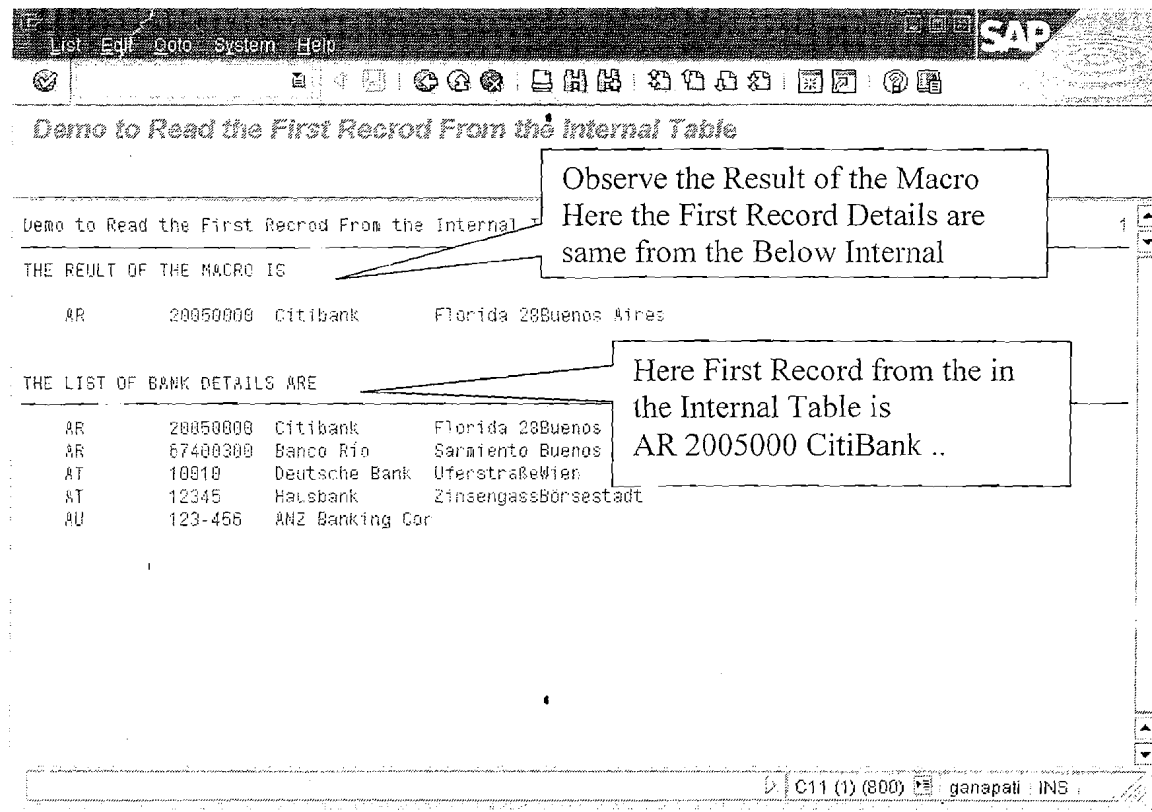 List Edit Goto System Help
SAP
Demo to Read the First Recrod From the Internal Table
Observe the Result of the Macro
Here the First Record Details are
same from the Below Internal
Demo to Read the First Recrod From the Internal T 1
THE REULT OF THE MACRO IS
AR 20050000 Citibank Florida 28Buenos Aires
Here First Record from the in
the Internal Table is
AR 2005000 CitiBank ..
THE LIST OF BANK DETAILS ARE
AR 20050000 Citibank Florida 28Buenos
AR 67400300 Banco Rio Sarmiento Buenos
AT Deutsche Bank UferstraßeWien
AT 12345 Hausbank ZinsengassBörsestadt
AU 123-456 ANZ Banking Cor
C11 (1) (800) ganapati INS